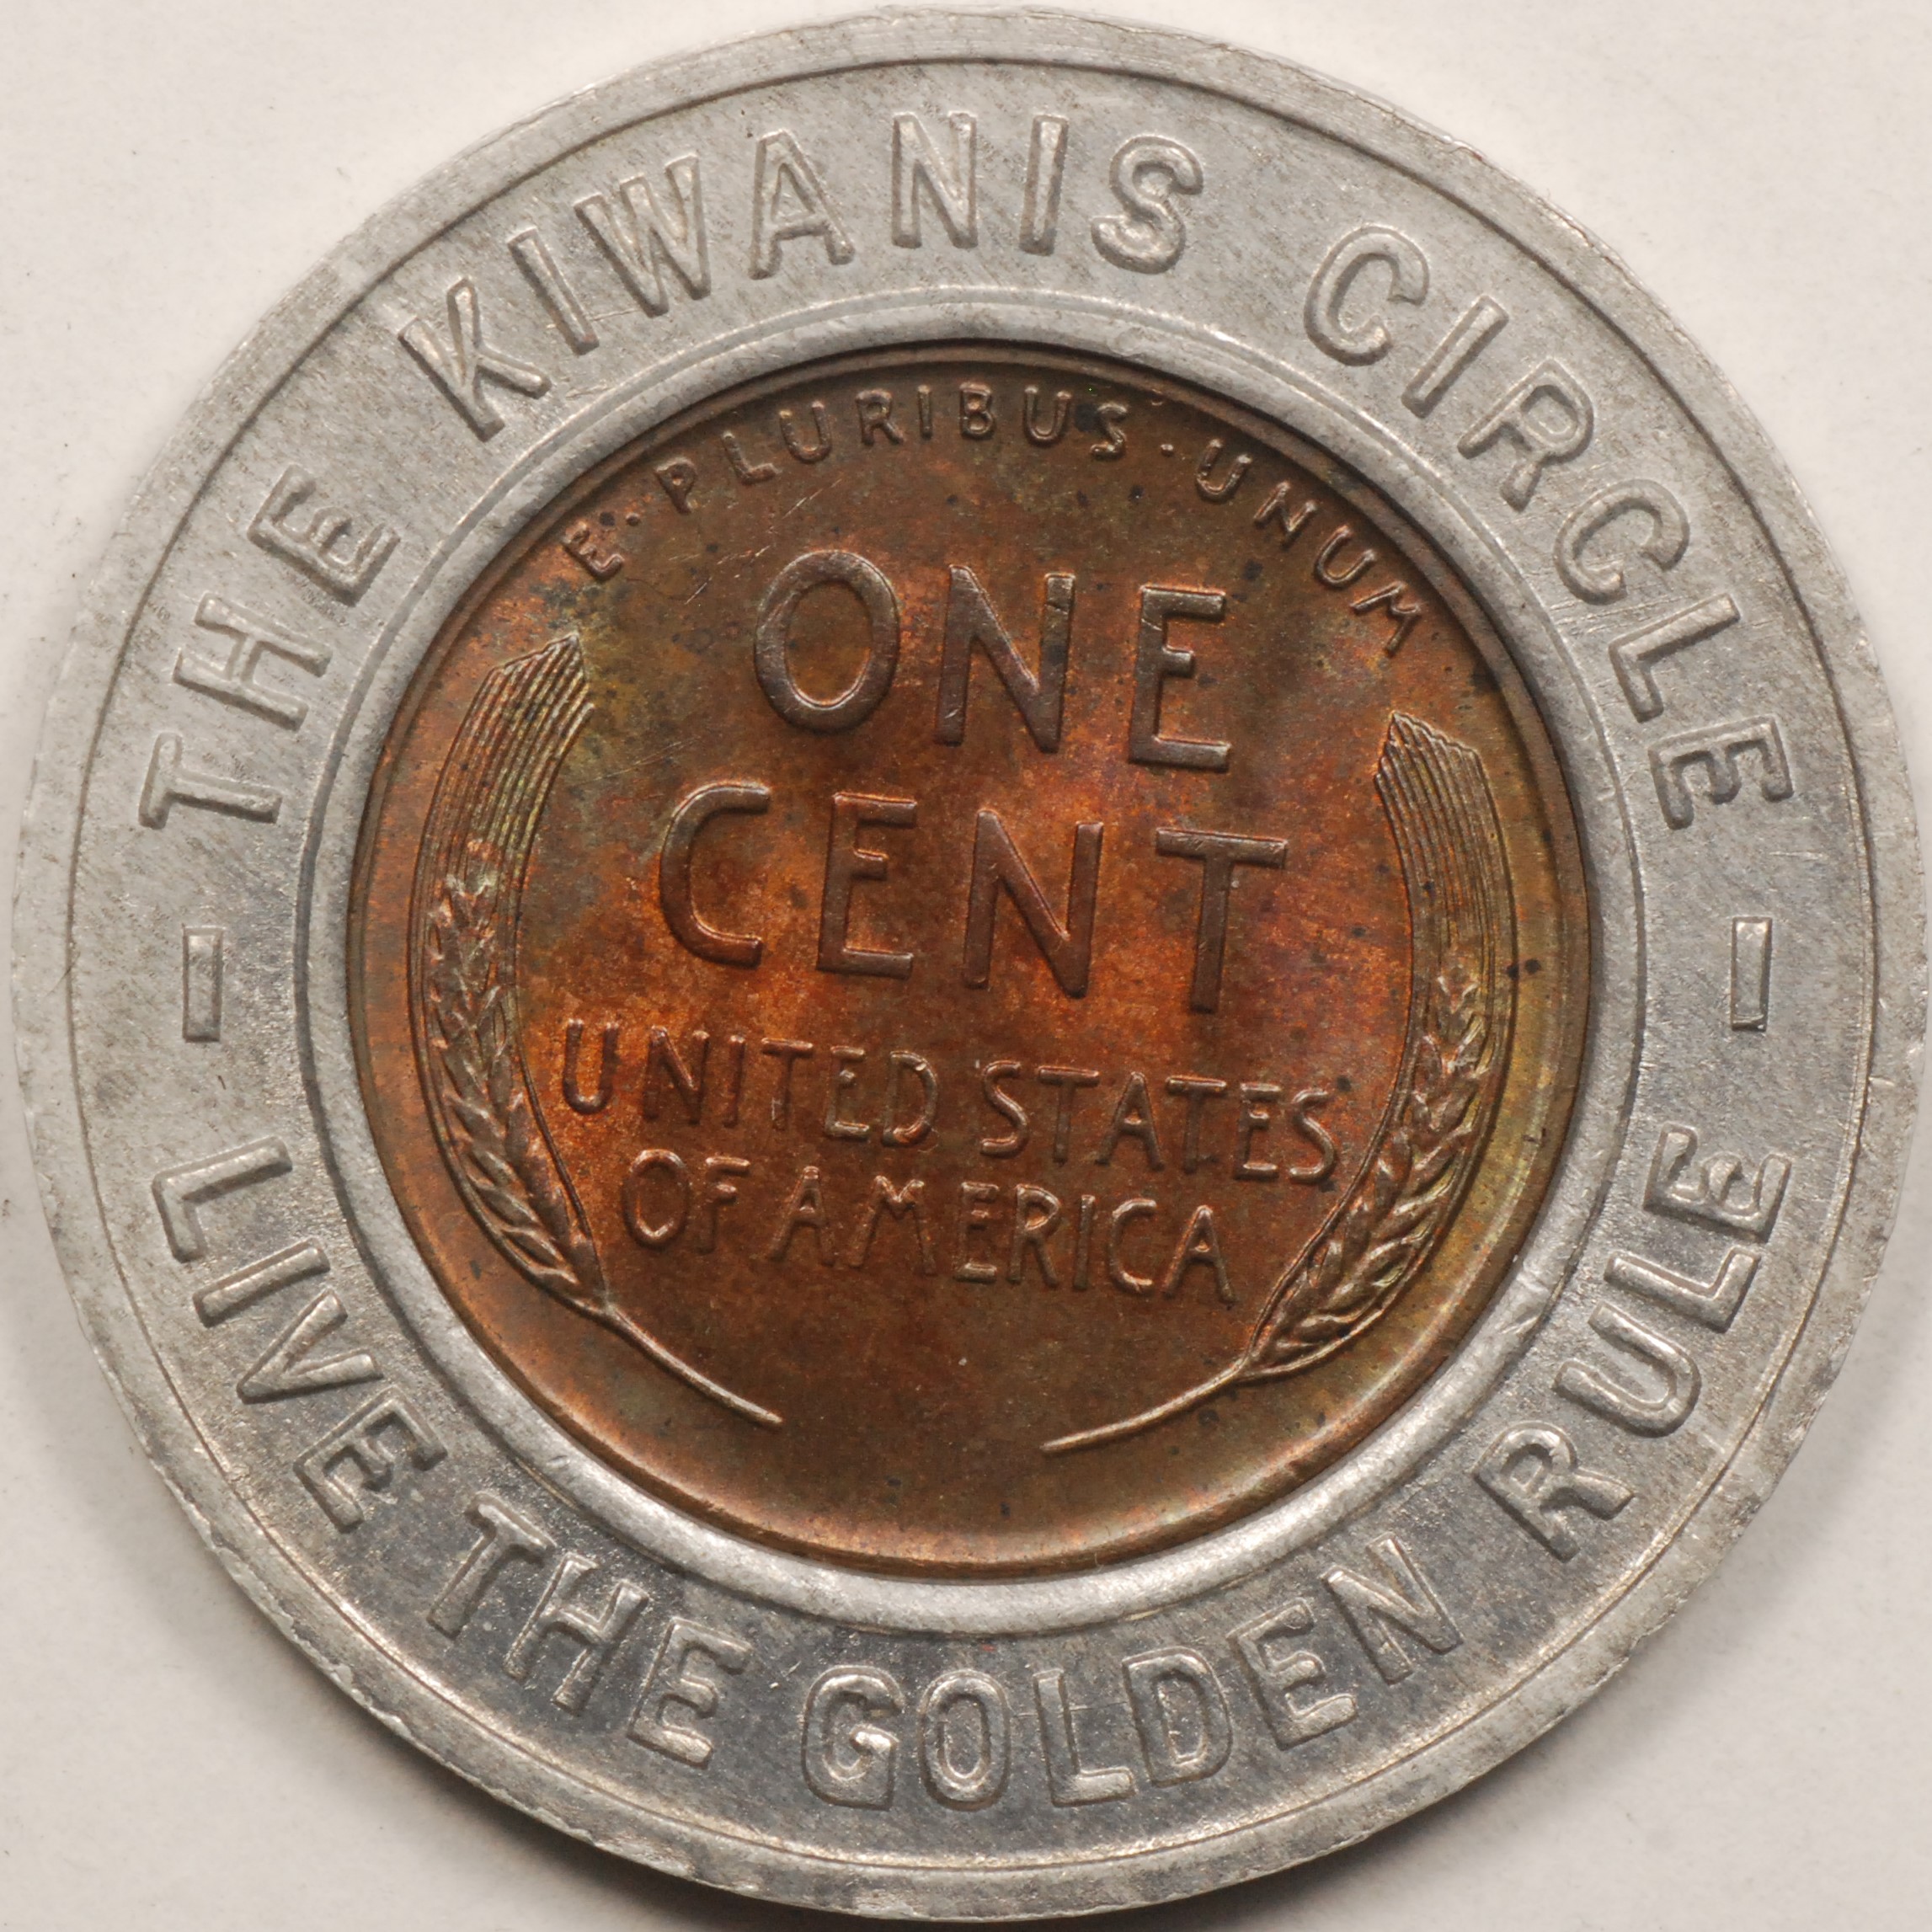 THE KIWANIS CIRCLE
- LIVE THE GOLDEN RULE -
E·PLURIBUS·UNUM
ONE
CENT
UNITED STATES
OF AMERICA